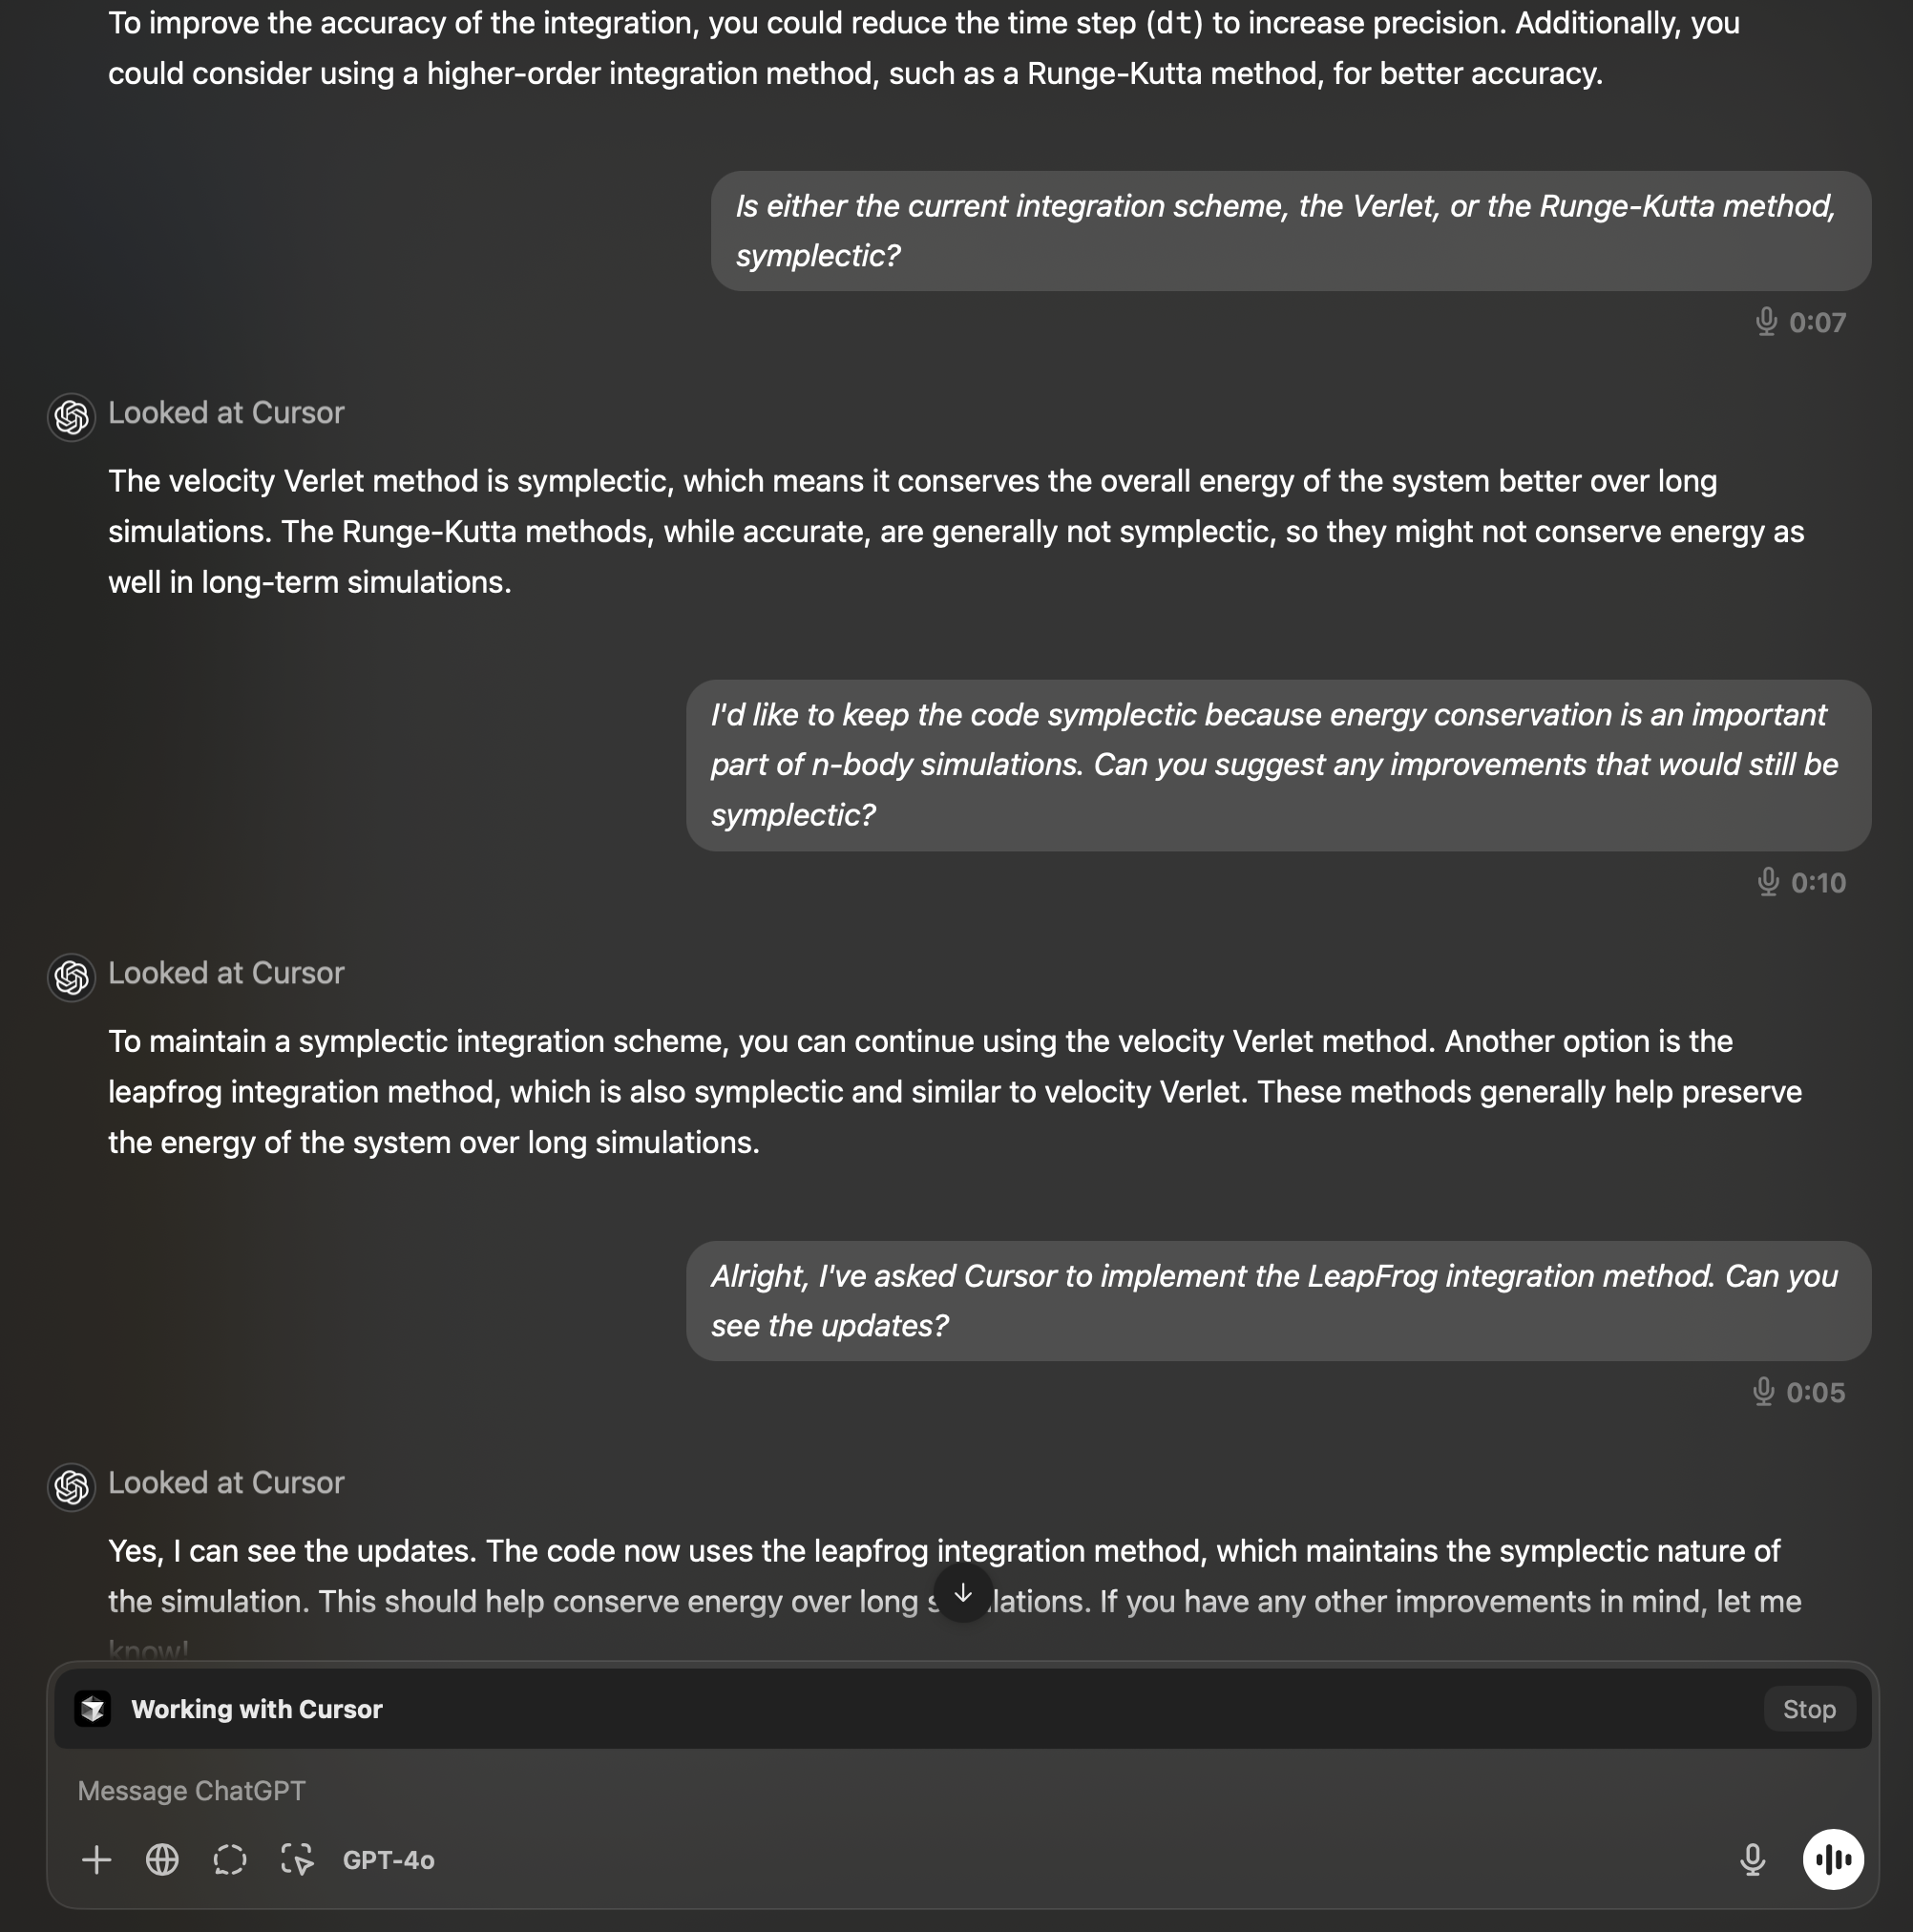 To improve the accuracy of the integration, you could reduce the time step (dt) to increase precision. Additionally, you
could consider using a higher-order integration method, such as a Runge-Kutta method, for better accuracy.
Is either the current integration scheme, the Verlet, or the Runge-Kutta method,
symplectic?
0:07
Looked at Cursor
The velocity Verlet method is symplectic, which means it conserves the overall energy of the system better over long
simulations. The Runge-Kutta methods, while accurate, are generally not symplectic, so they might not conserve energy as
well in long-term simulations.
I'd like to keep the code symplectic because energy conservation is an important
part of n-body simulations. Can you suggest any improvements that would still be
symplectic?
0:10
Looked at Cursor
To maintain a symplectic integration scheme, you can continue using the velocity Verlet method. Another option is the
leapfrog integration method, which is also symplectic and similar to velocity Verlet. These methods generally help preserve
the energy of the system over long simulations.
Alright, I've asked Cursor to implement the LeapFrog integration method. Can you
see the updates?
0:05
Looked at Cursor
Yes, I can see the updates. The code now uses the leapfrog integration method, which maintains the symplectic nature of
the simulation. This should help conserve energy over long If you have any other improvements in mind, let me
know!
Working with Cursor
Stop
Message ChatGPT
GPT-4o